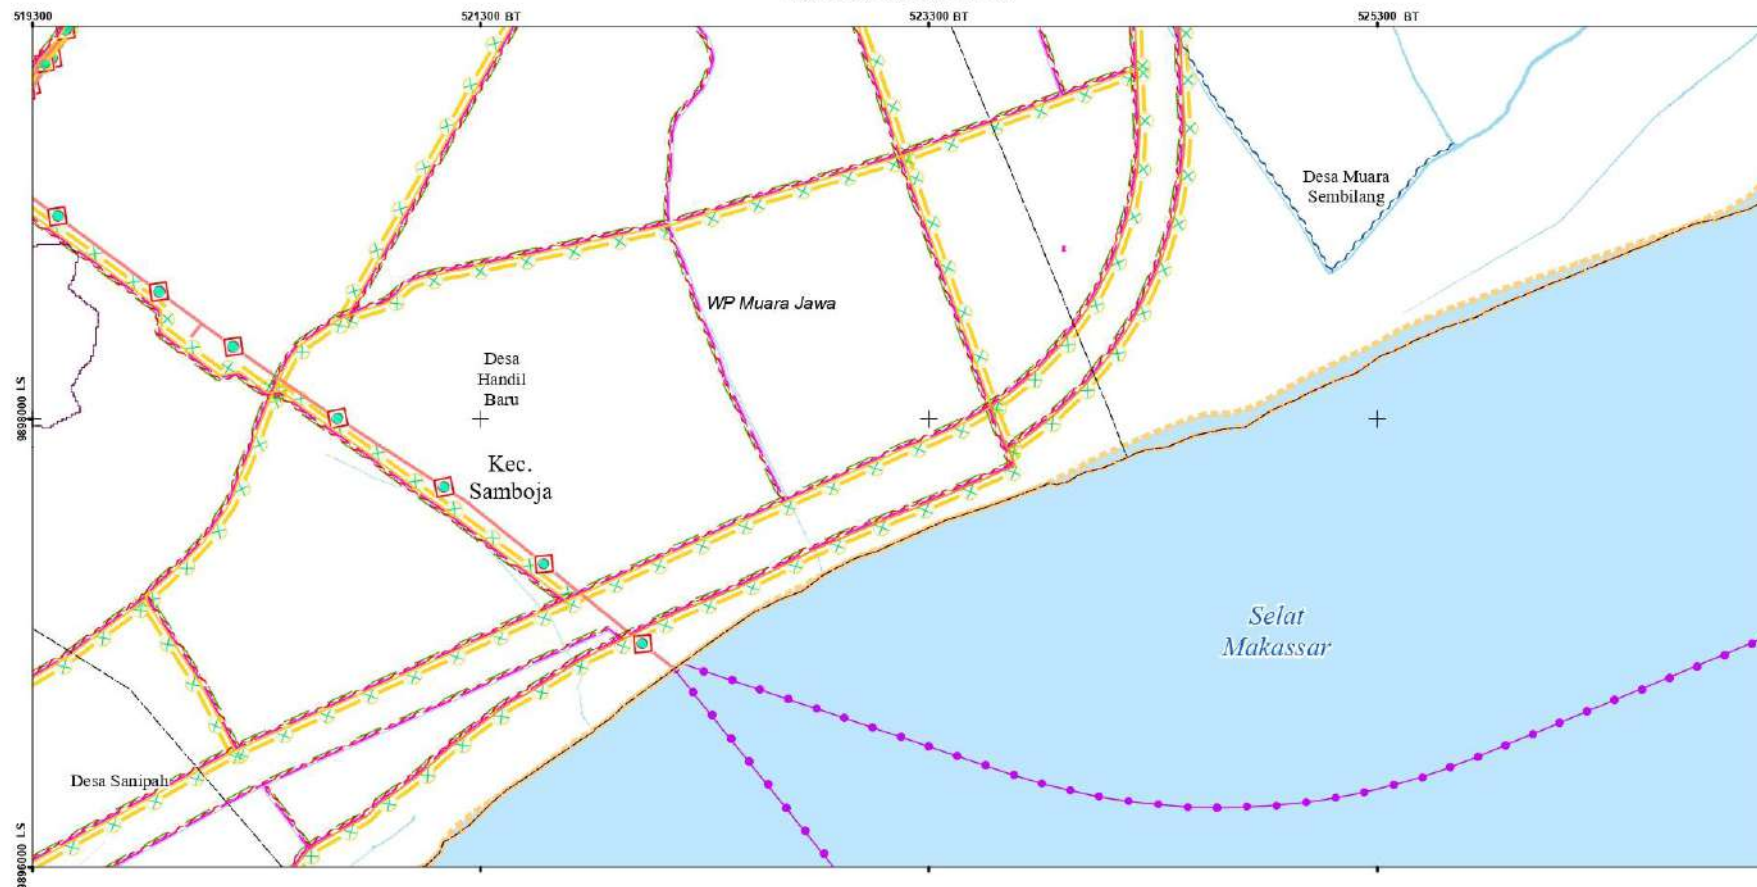 519300
521300 BT
523300 BT
525300 BT
Desa Muara
Sembilang
WP Muara Jawa
Desa
Handil
Baru
9898000 LS
Kec.
Samboja
Selat
Makassar
Desa Sanipah
9896000 LS